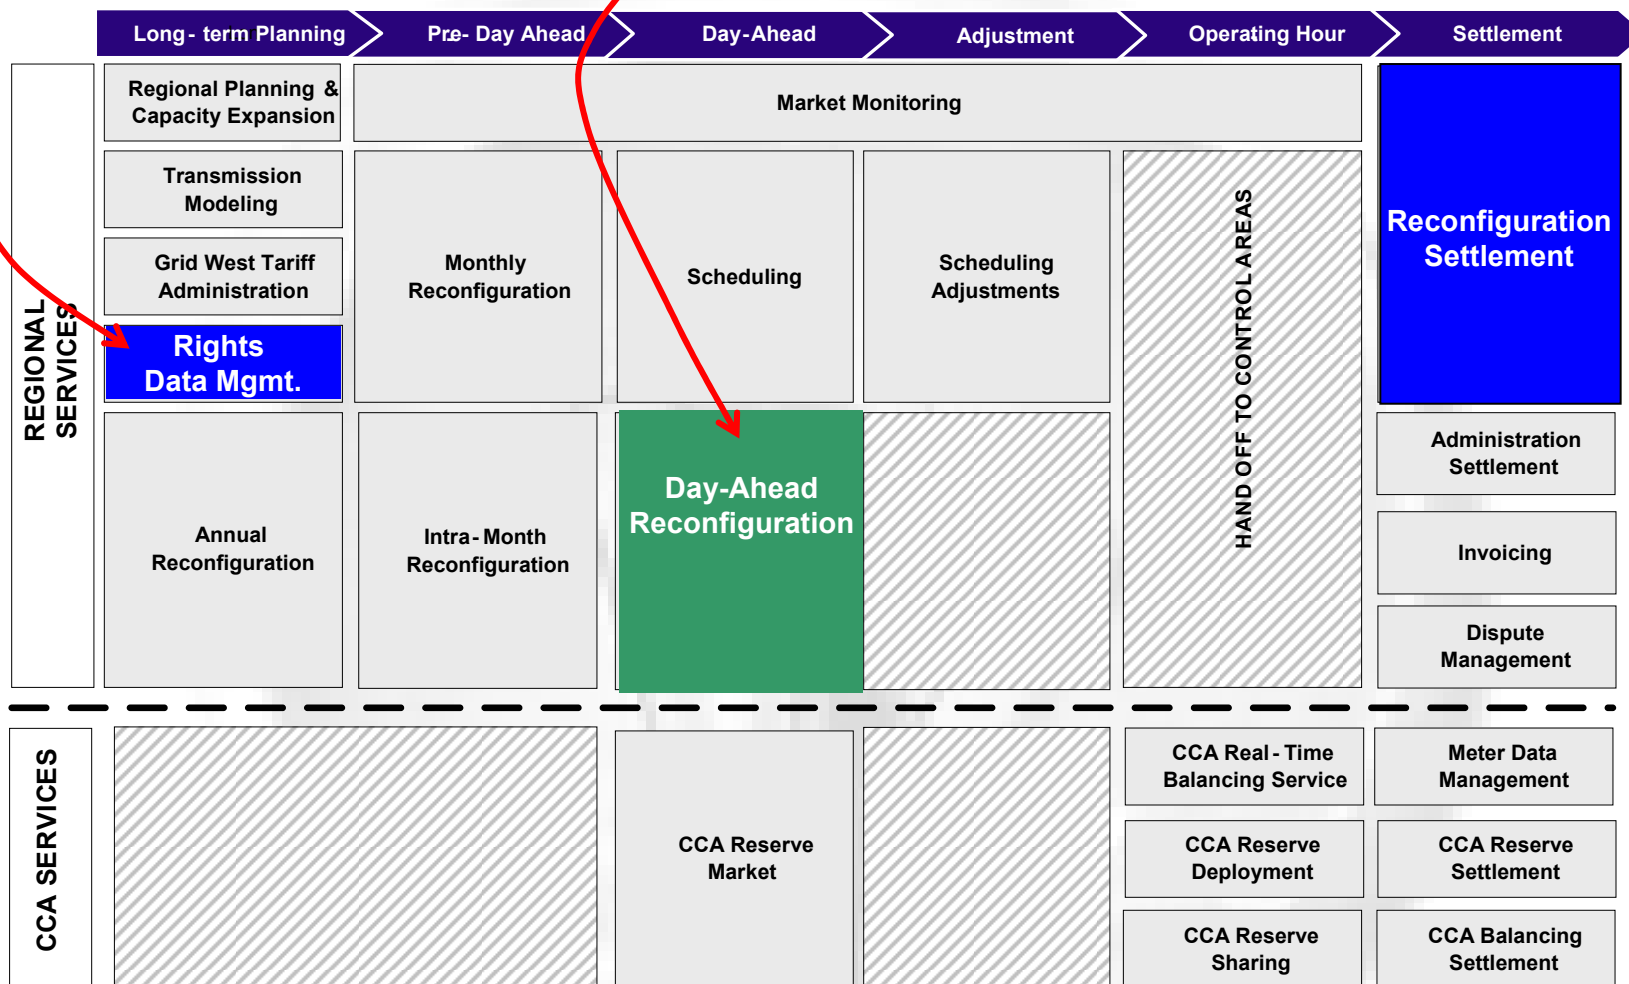 Long- term Planning
Pre- Day Ahead
Day-Ahead
Adjustment
Operating Hour
Settlement
REGIONAL
SERVICES
Regional Planning &
Capacity Expansion
Market Monitoring
Transmission
Modeling
Grid West Tariff
Administration
Rights
Data Mgmt.
Monthly
Reconfiguration
Scheduling
Scheduling
Adjustments
HAND OFF TO CONTROL AREAS
Reconfiguration
Settlement
Annual
Reconfiguration
Intra- Month
Reconfiguration
Day-Ahead
Reconfiguration
Administration
Settlement
Invoicing
Dispute
Management
CCA SERVICES
CCA Reserve
Market
CCA Real - Time
Balancing Service
Meter Data
Management
CCA Reserve
Deployment
CCA Reserve
Settlement
CCA Reserve
Sharing
CCA Balancing
Settlement